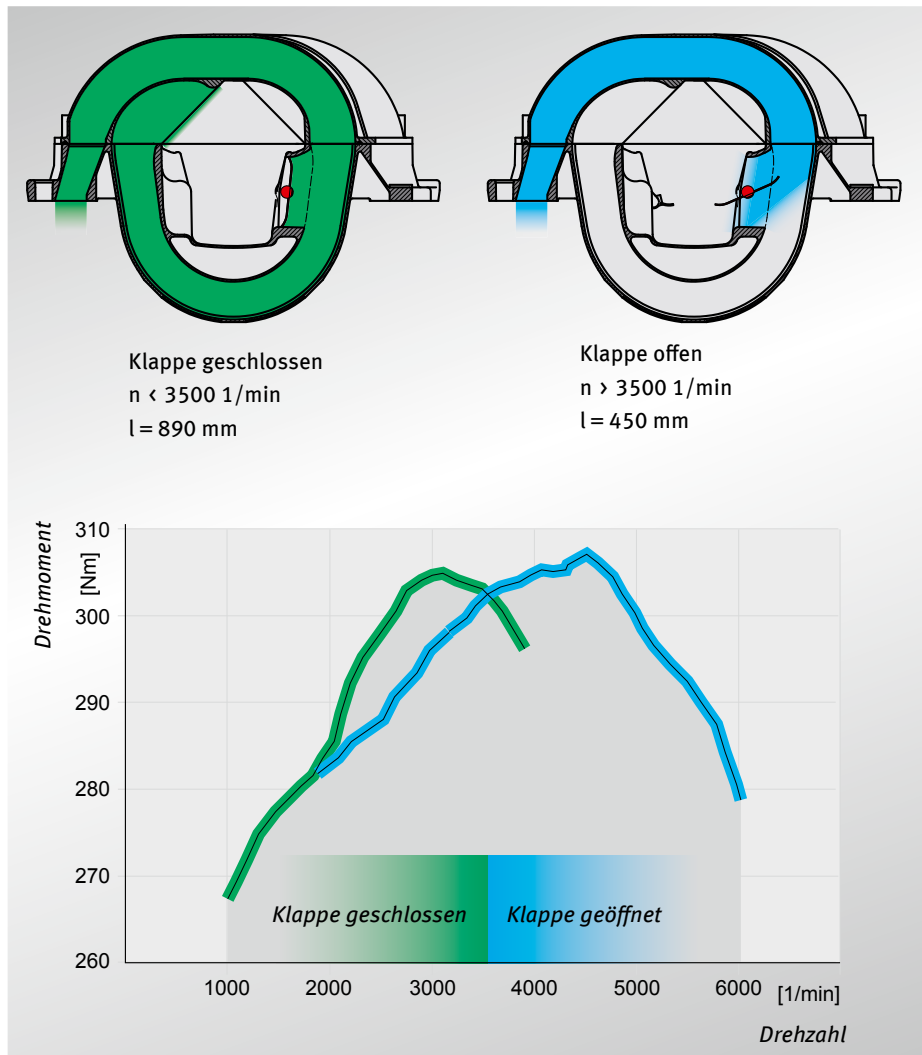 Klappe geschlossen
n < 3500 1/min
l = 890 mm
Klappe offen
n > 3500 1/min
l = 450 mm
Drehmoment
[Nm]
310
300
290
280
270
260
Klappe geschlossen
Klappe geöffnet
1000 2000 3000 4000 5000 6000 [1/min]
Drehzahl